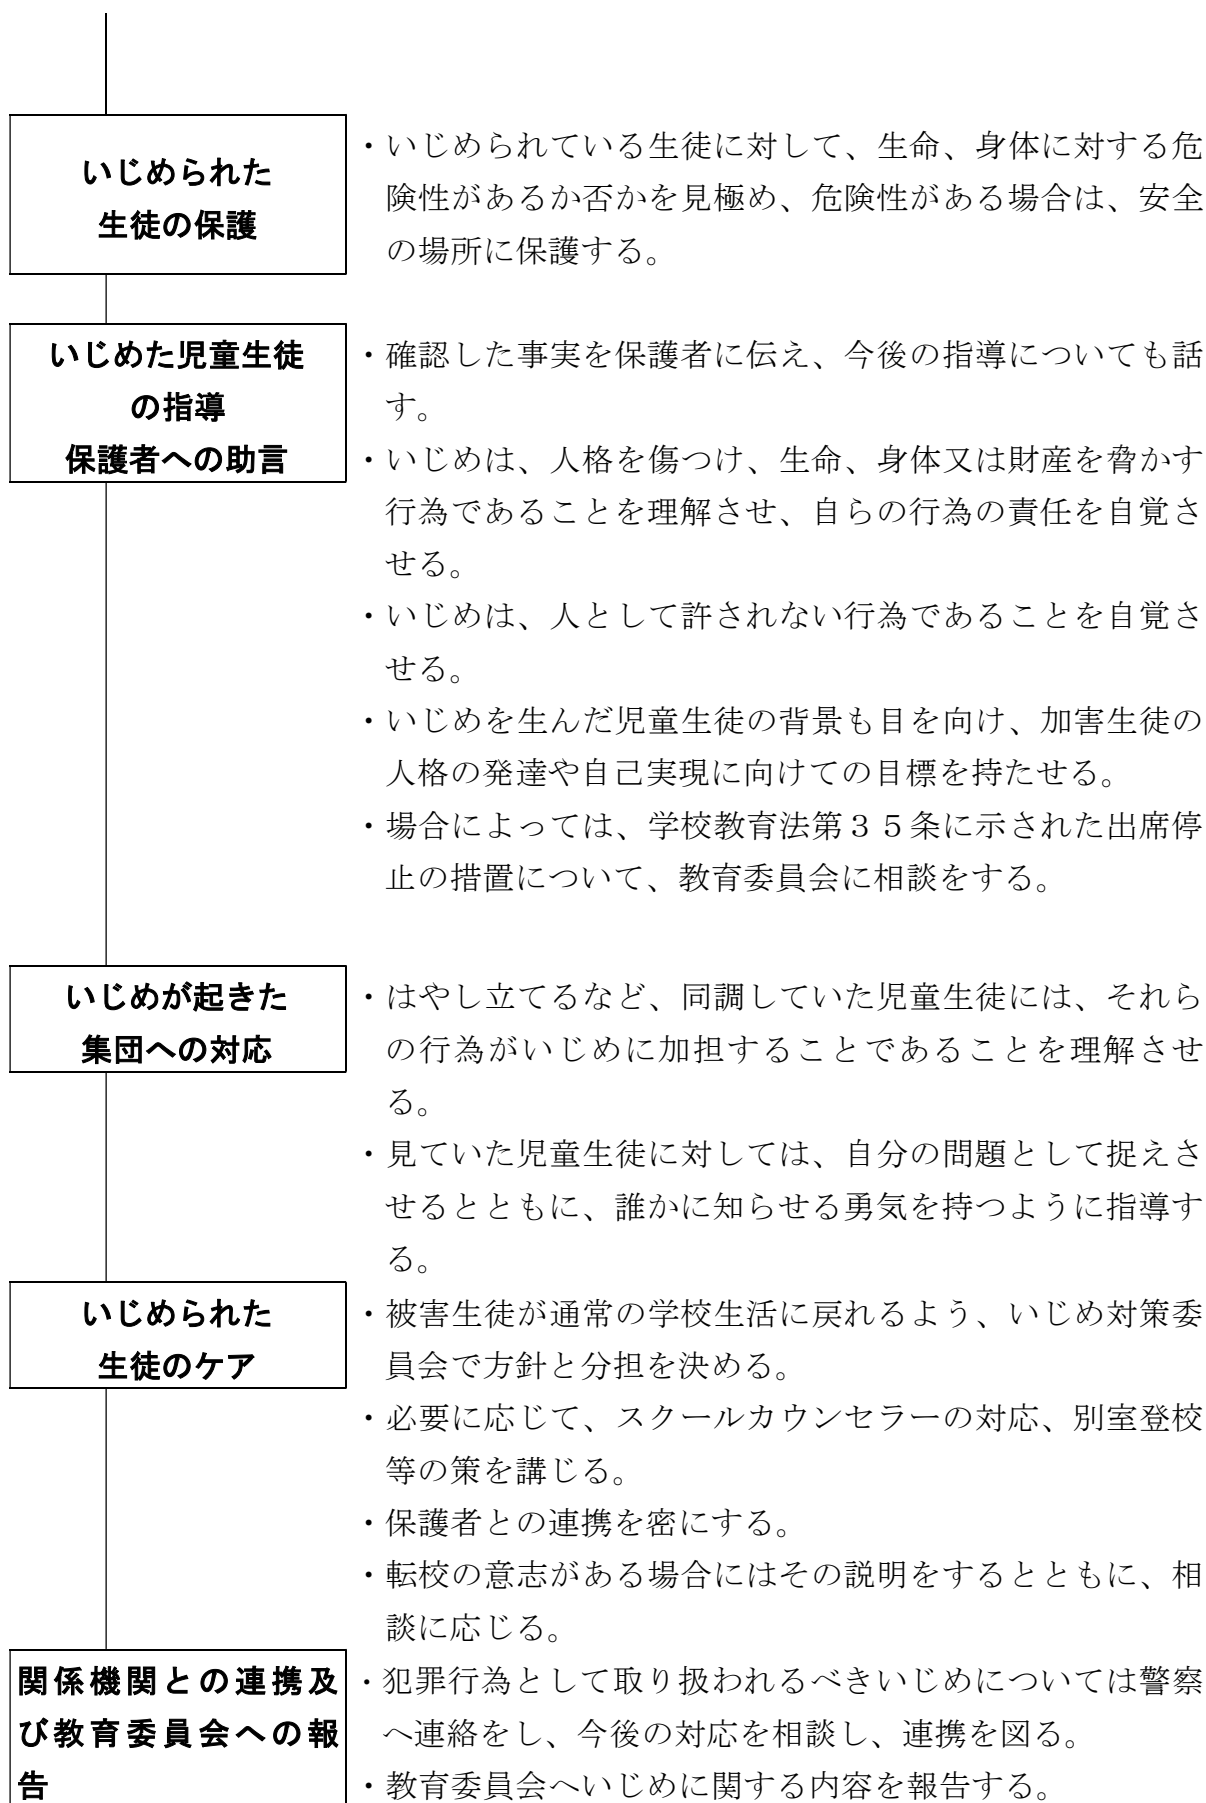 いじめられた
生徒の保護
・いじめられている生徒に対して、生命、身体に対する危
険性があるか否かを見極め、危険性がある場合は、安全
の場所に保護する。
いじめた児童生徒
の指導
保護者への助言
・確認した事実を保護者に伝え、今後の指導についても話
す。
・いじめは、人格を傷つけ、生命、身体又は財産を脅かす
行為であることを理解させ、自らの行為の責任を自覚さ
せる。
・いじめは、人として許されない行為であることを自覚さ
せる。
・いじめを生んだ児童生徒の背景も目を向け、加害生徒の
人格の発達や自己実現に向けての目標を持たせる。
・場合によっては、学校教育法第３５条に示された出席停
止の措置について、教育委員会に相談をする。
いじめが起きた
集団への対応
・はやし立てるなど、同調していた児童生徒には、それら
の行為がいじめに加担することであることを理解させ
る。
・見ていた児童生徒に対しては、自分の問題として捉えさ
せるとともに、誰かに知らせる勇気を持つように指導す
る。
いじめられた
生徒のケア
・被害生徒が通常の学校生活に戻れるよう、いじめ対策委
員会で方針と分担を決める。
・必要に応じて、スクールカウンセラーの対応、別室登校
等の策を講じる。
・保護者との連携を密にする。
・転校の意志がある場合にはその説明をするとともに、相
談に応じる。
関係機関との連携及
び教育委員会への報
告
・犯罪行為として取り扱われるべきいじめについては警察
へ連絡をし、今後の対応を相談し、連携を図る。
・教育委員会へいじめに関する内容を報告する。